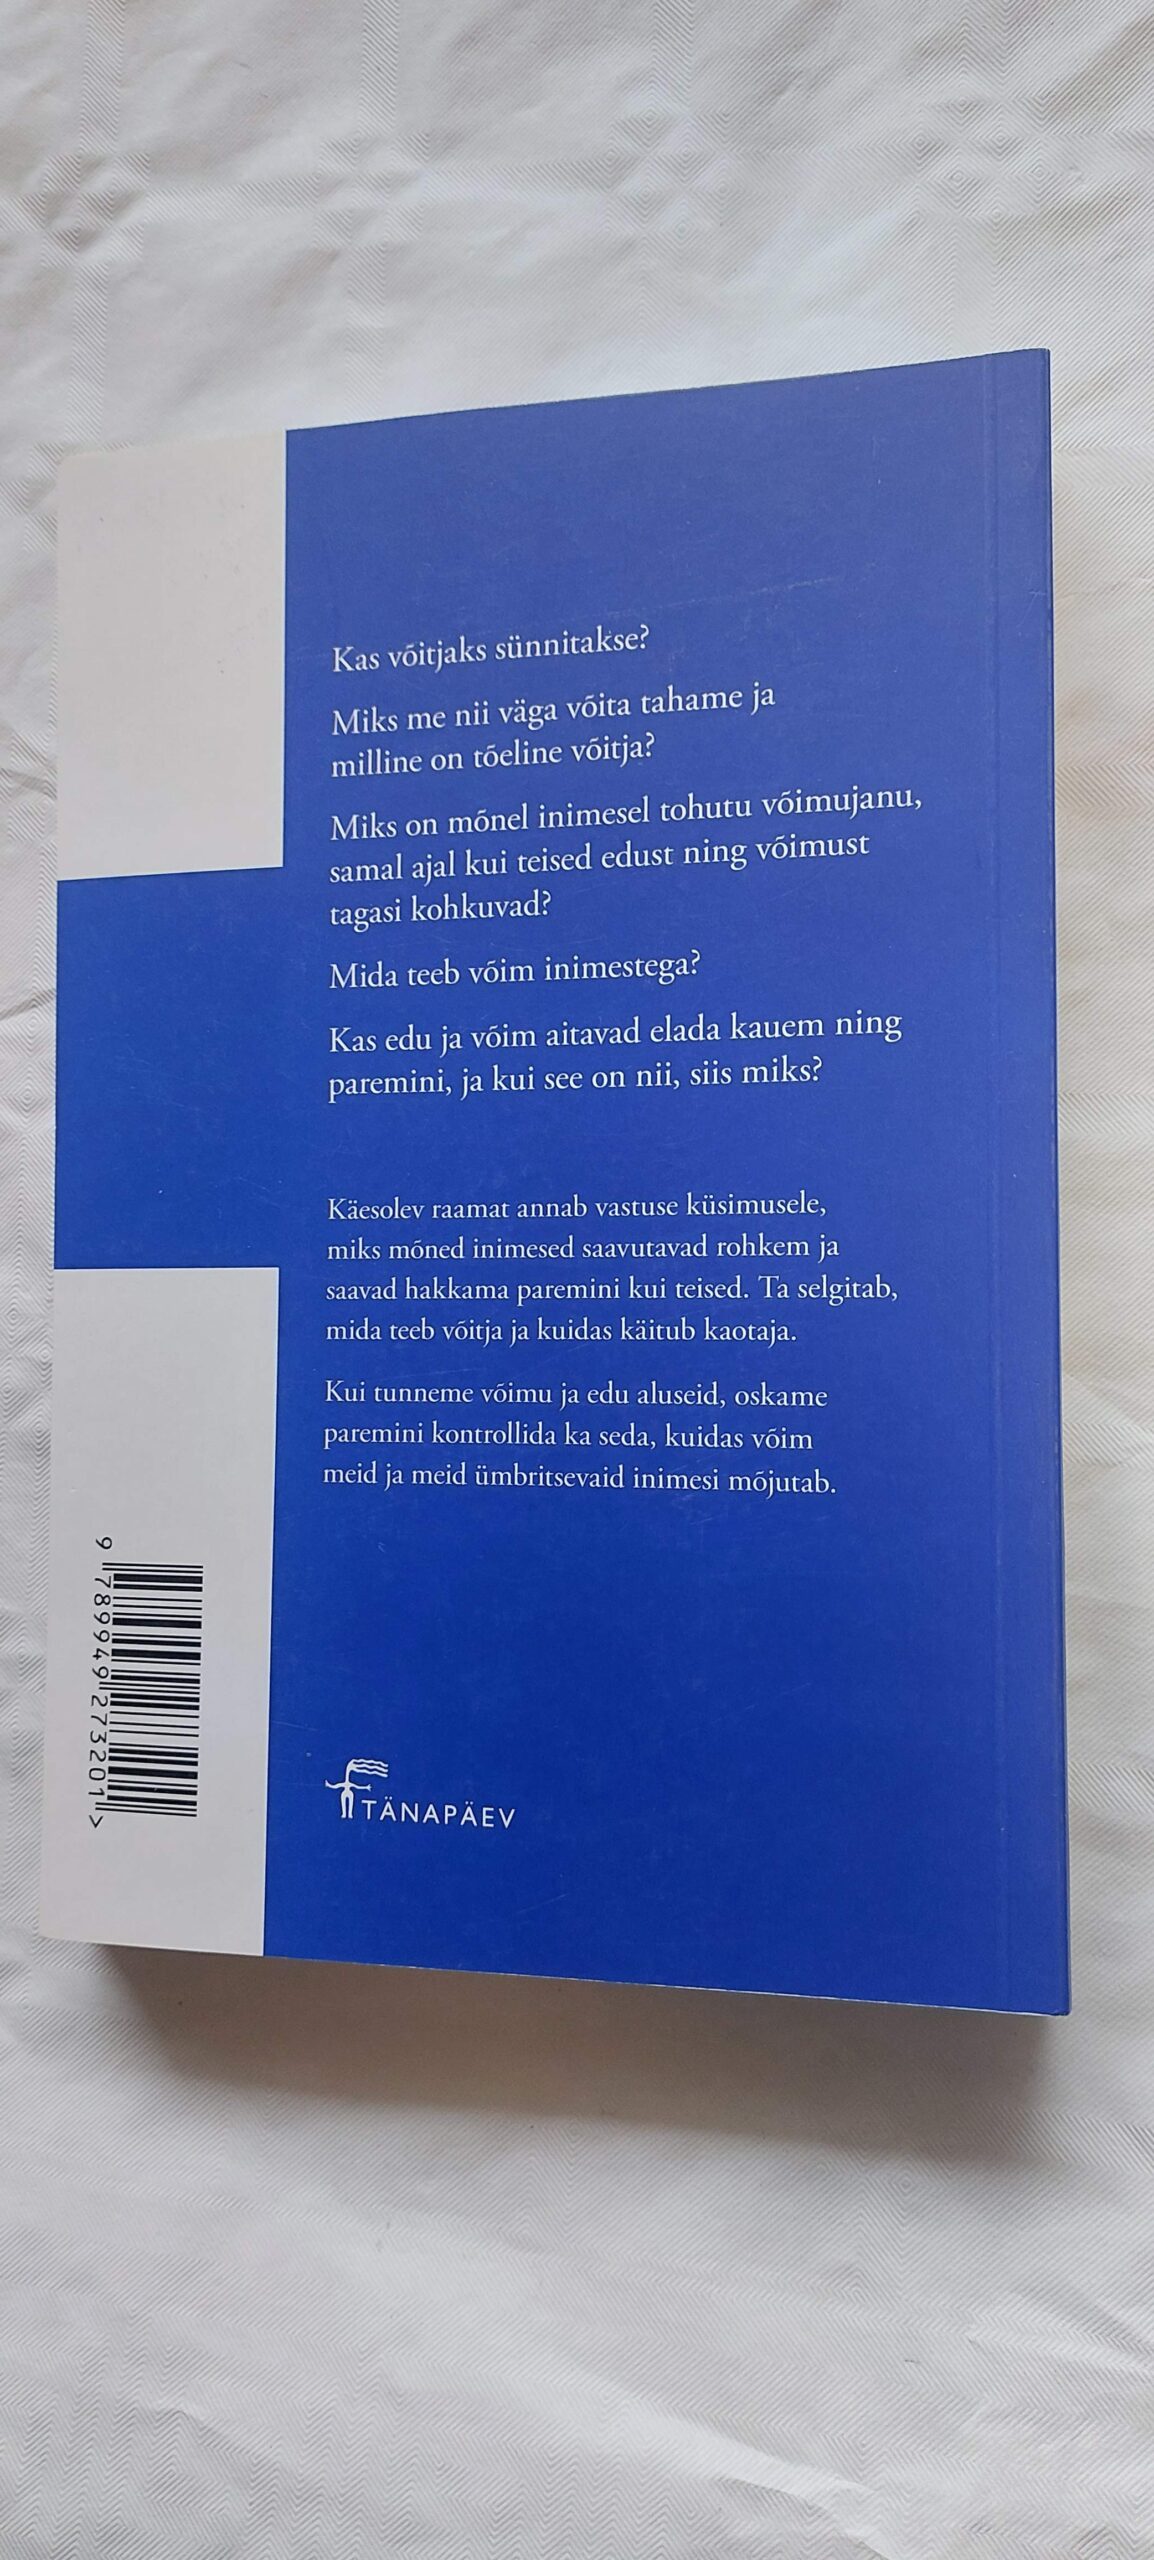 Kas võitjaks sünnitakse?
Miks me nii väga võita tahame ja
milline on tõeline võitja?
Miks on mõnel inimesel tohutu võimujanu,
samal ajal kui teised edust ning võimust
tagasi kohkuvad?
Mida teeb võim inimestega?
Kas edu ja võim aitavad elada kauem ning
paremini, ja kui see on nii, siis miks?
Käesolev raamat annab vastuse küsimusele,
miks mõned inimesed saavutavad rohkem ja
saavad hakkama paremini kui teised. Ta selgitab,
mida teeb võitja ja kuidas käitub kaotaja.
Kui tunneme võimu ja edu aluseid, oskame
paremini kontrollida ka seda, kuidas võim
meid ja meid ümbritsevaid inimesi mõjutab.
9 789949 273201 >
TÄNAPÄEV